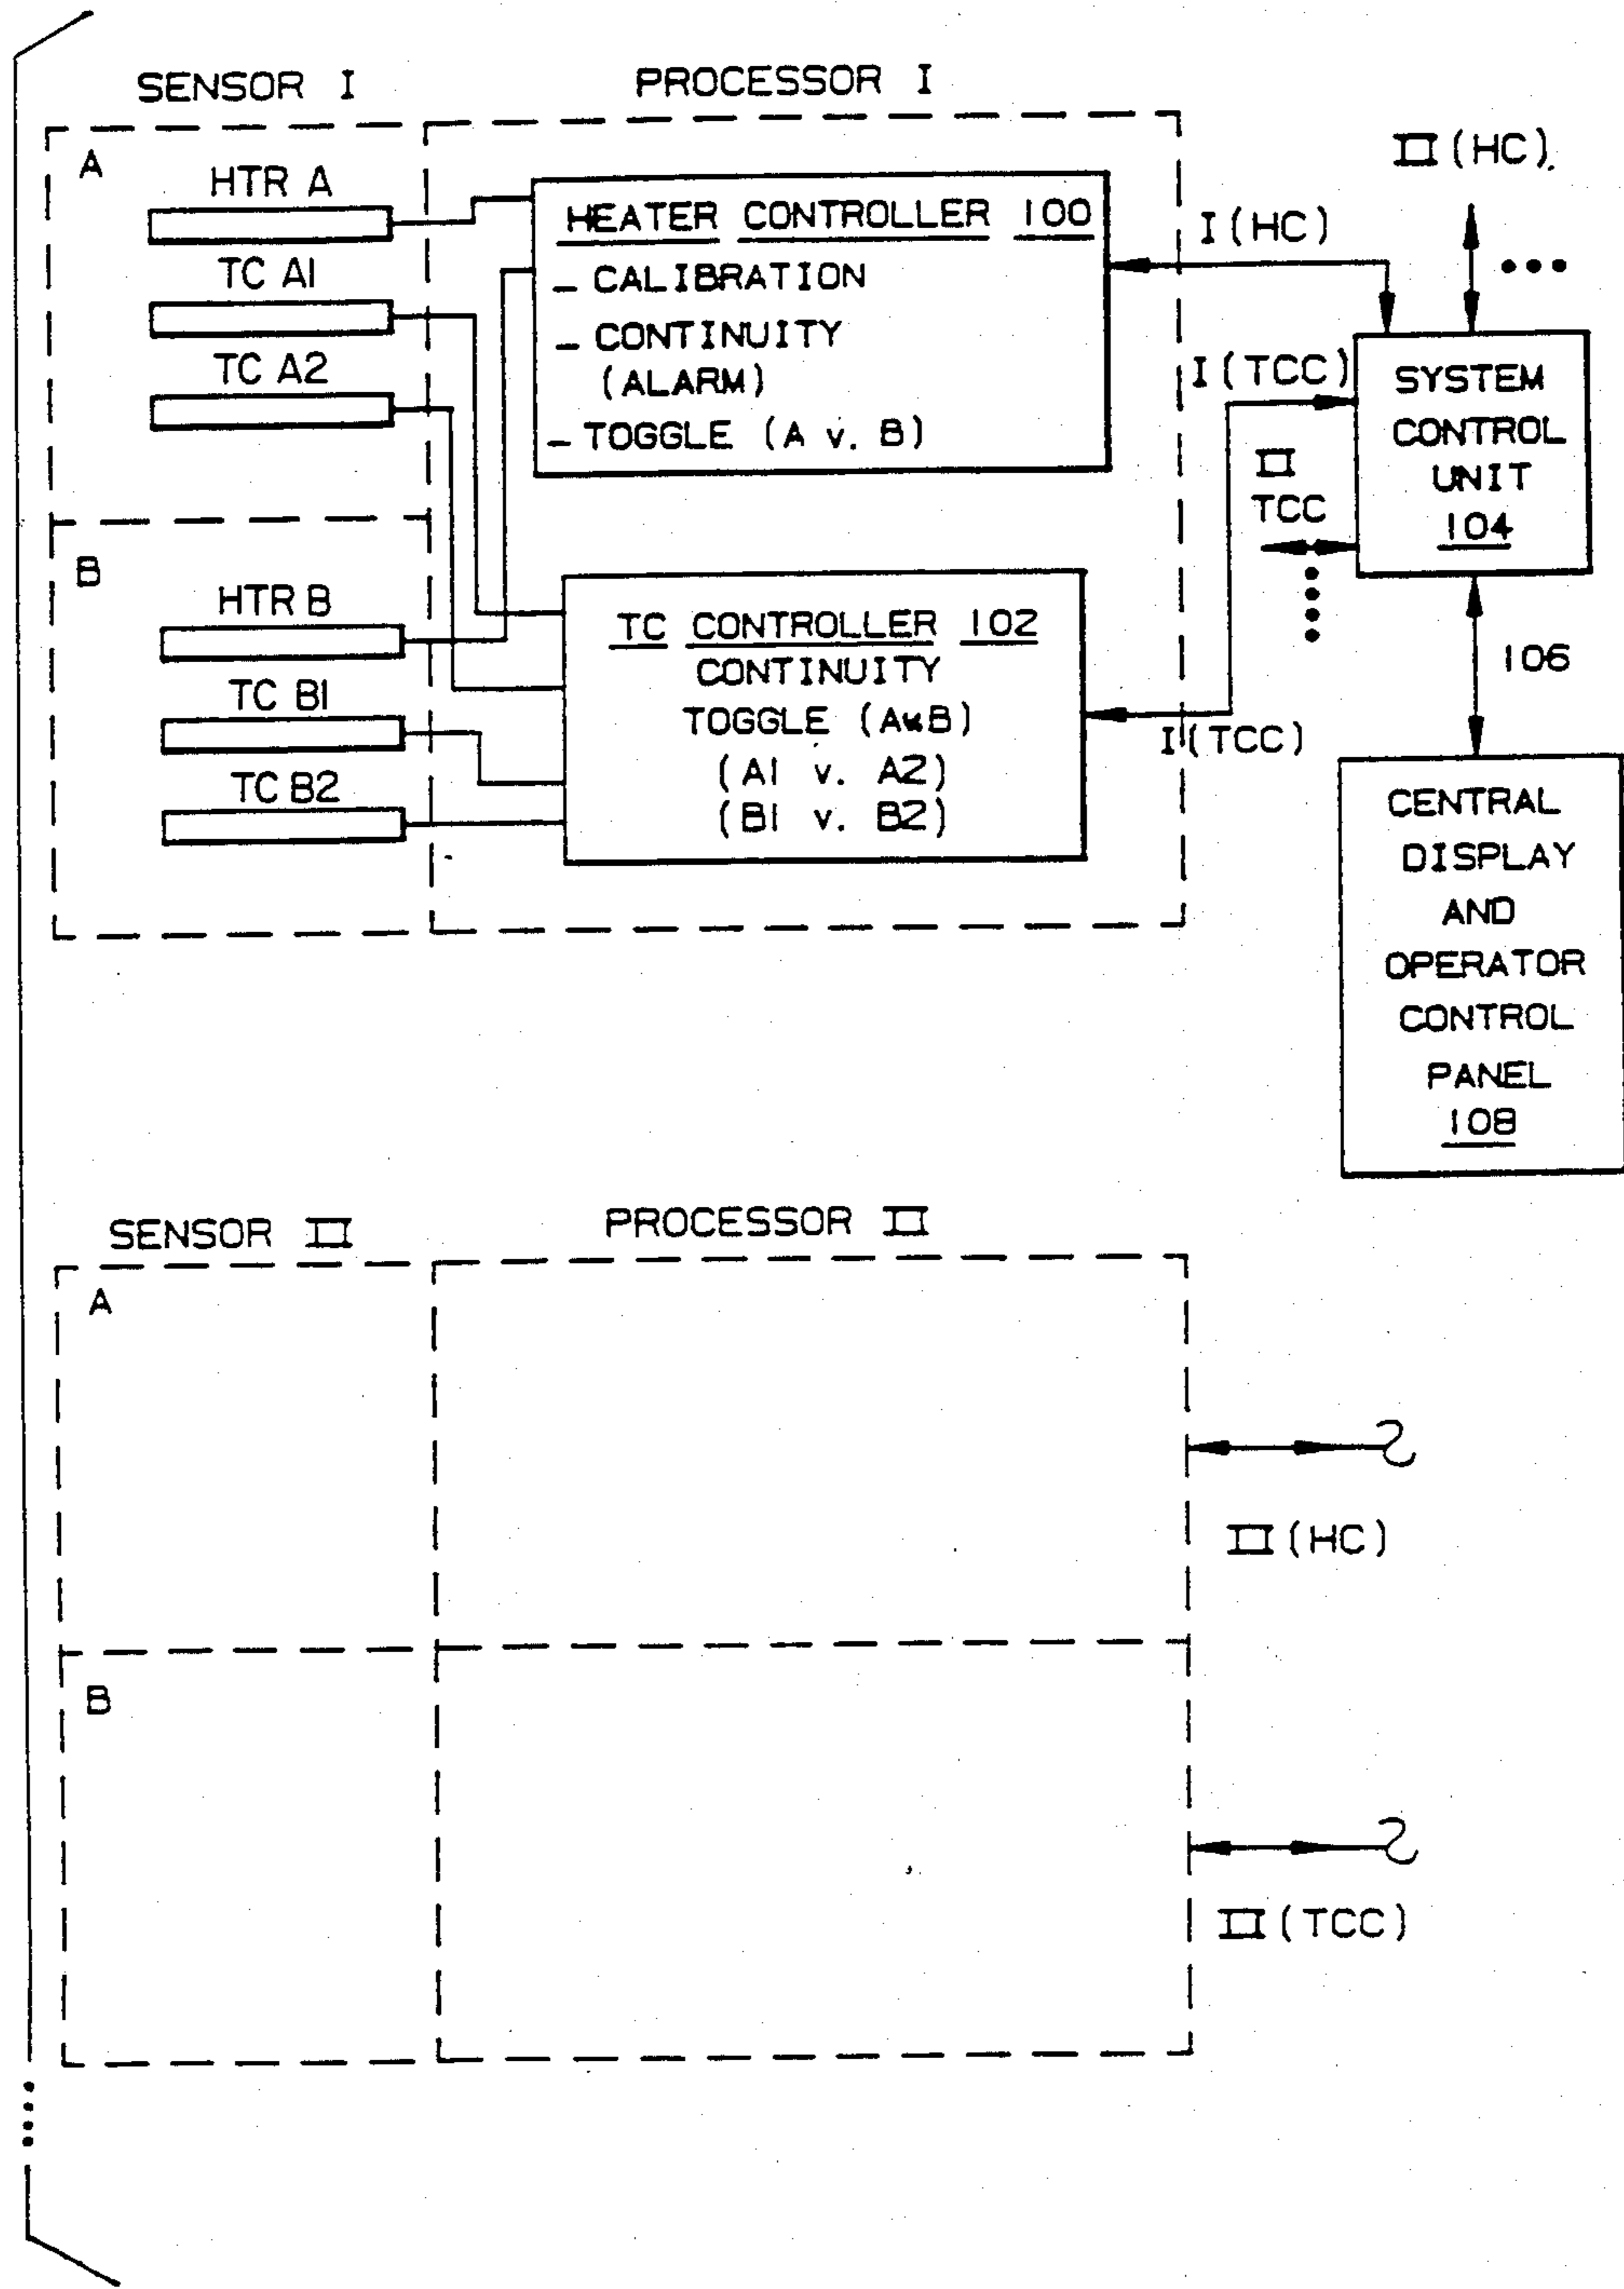 SENSOR I
PROCESSOR I
A
HTR A
TC A1
TC A2
HEATER CONTROLLER 100
- CALIBRATION
- CONTINUITY
(ALARM)
- TOGGLE (A v. B)
I (HC)
II (HC)
I (TCC)
II
TCC
SYSTEM
CONTROL
UNIT
104
B
HTR B
TC B1
TC B2
TC CONTROLLER 102
CONTINUITY
TOGGLE (A&B)
(A1 v. A2)
(B1 v. B2)
I (TCC)
106
CENTRAL
DISPLAY
AND
OPERATOR
CONTROL
PANEL
108
SENSOR II
PROCESSOR II
A
II (HC)
B
II (TCC)